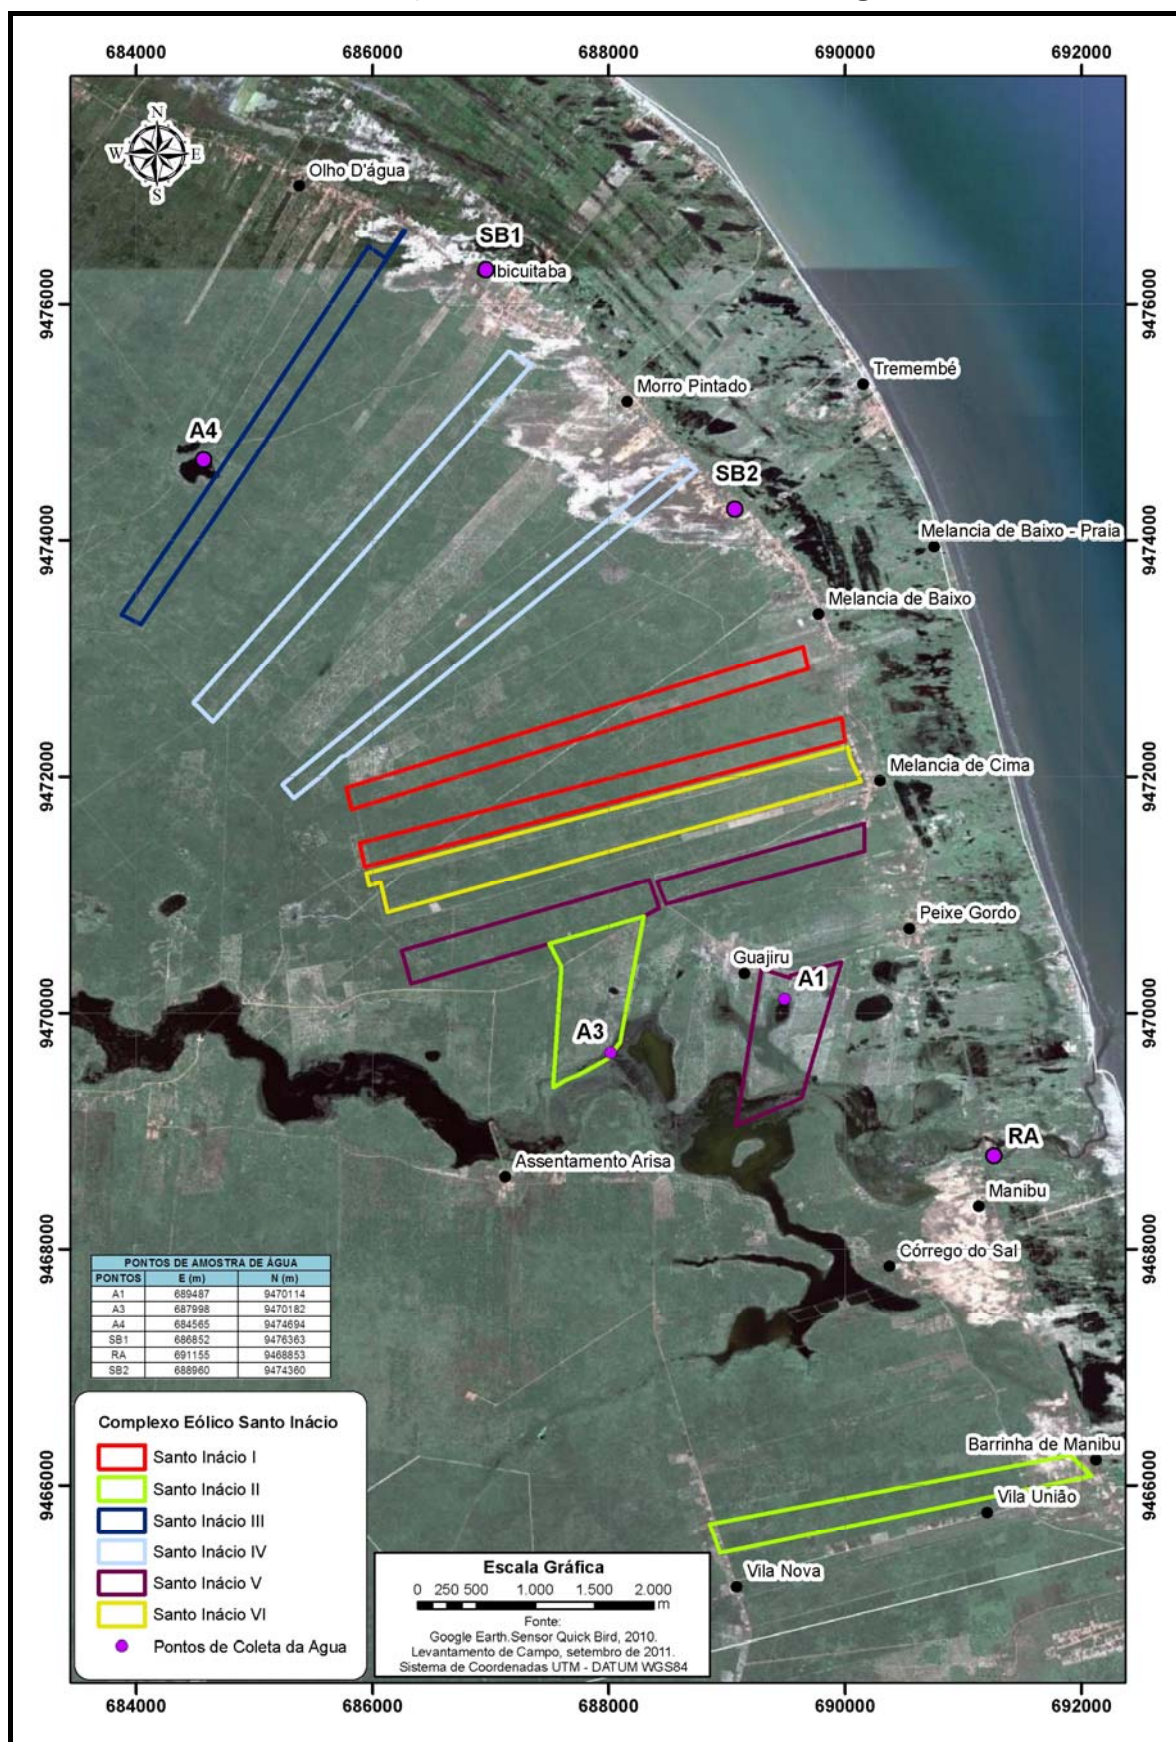 684000 686000 688000 690000 692000
N
W E
S
Olho D'água
SB1
Ibicuitaba
9476000 9476000
Tremembé
Morro Pintado
A4
SB2
Melancia de Baixo - Praia
9474000 9474000
Melancia de Baixo
Melancia de Cima
9472000 9472000
Peixe Gordo
Guajiru
A1
9470000 9470000
A3
RA
Assentamento Arisa
Manibu
Córrego do Sal
9468000 9468000
PONTOS DE AMOSTRA DE ÁGUA
PONTOS E (m) N (m)
A1 689487 9470114
A3 687998 9470182
A4 684565 9474694
SB1 686852 9476363
RA 691155 9468853
SB2 688960 9474360
Barrinha de Manibu
9466000 9466000
Vila União
Vila Nova
Complexo Eólico Santo Inácio
Santo Inácio I
Santo Inácio II
Santo Inácio III
Santo Inácio IV
Santo Inácio V
Santo Inácio VI
Pontos de Coleta da Agua
Escala Gráfica
0 250 500 1.000 1.500 2.000
m
Fonte:
Google Earth.Sensor Quick Bird, 2010.
Levantamento de Campo, setembro de 2011.
Sistema de Coordenadas UTM - DATUM WGS84
684000 686000 688000 690000 692000